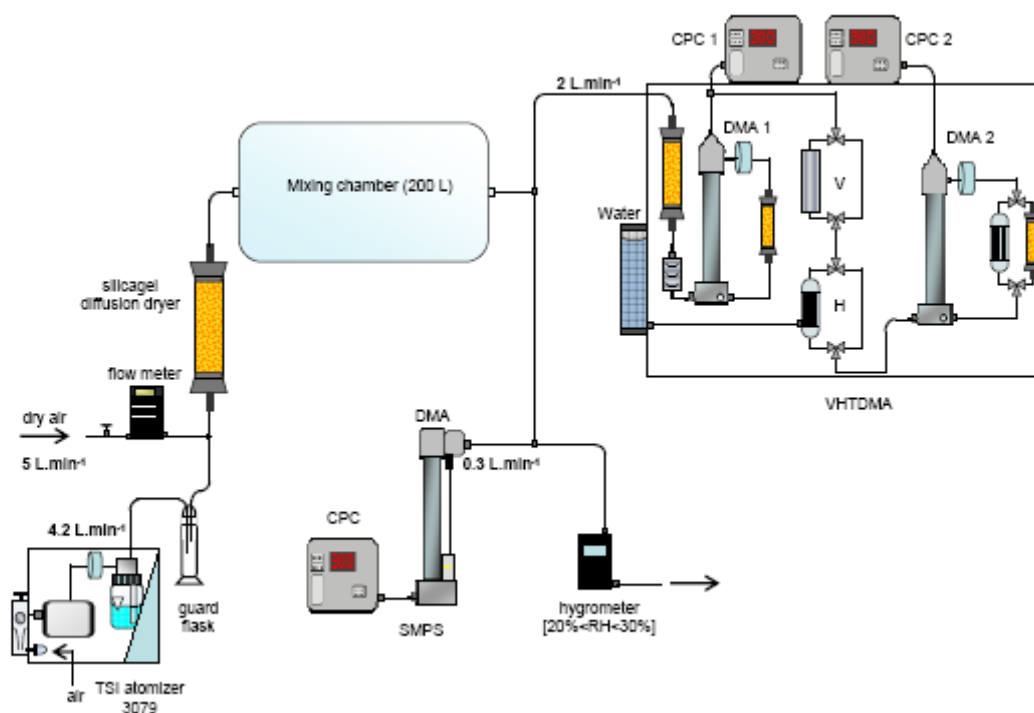 CPC 1
CPC 2
2 L.min⁻¹
DMA 1
DMA 2
Mixing chamber (200 L)
V
Water
silicagel
diffusion dryer
H
flow meter
VHTDMA
dry air
DMA
5 L.min⁻¹
0.3 L.min⁻¹
CPC
4.2 L.min⁻¹
guard
flask
hygrometer
[20%<RH<30%]
SMPS
air
TSI atomizer
3079